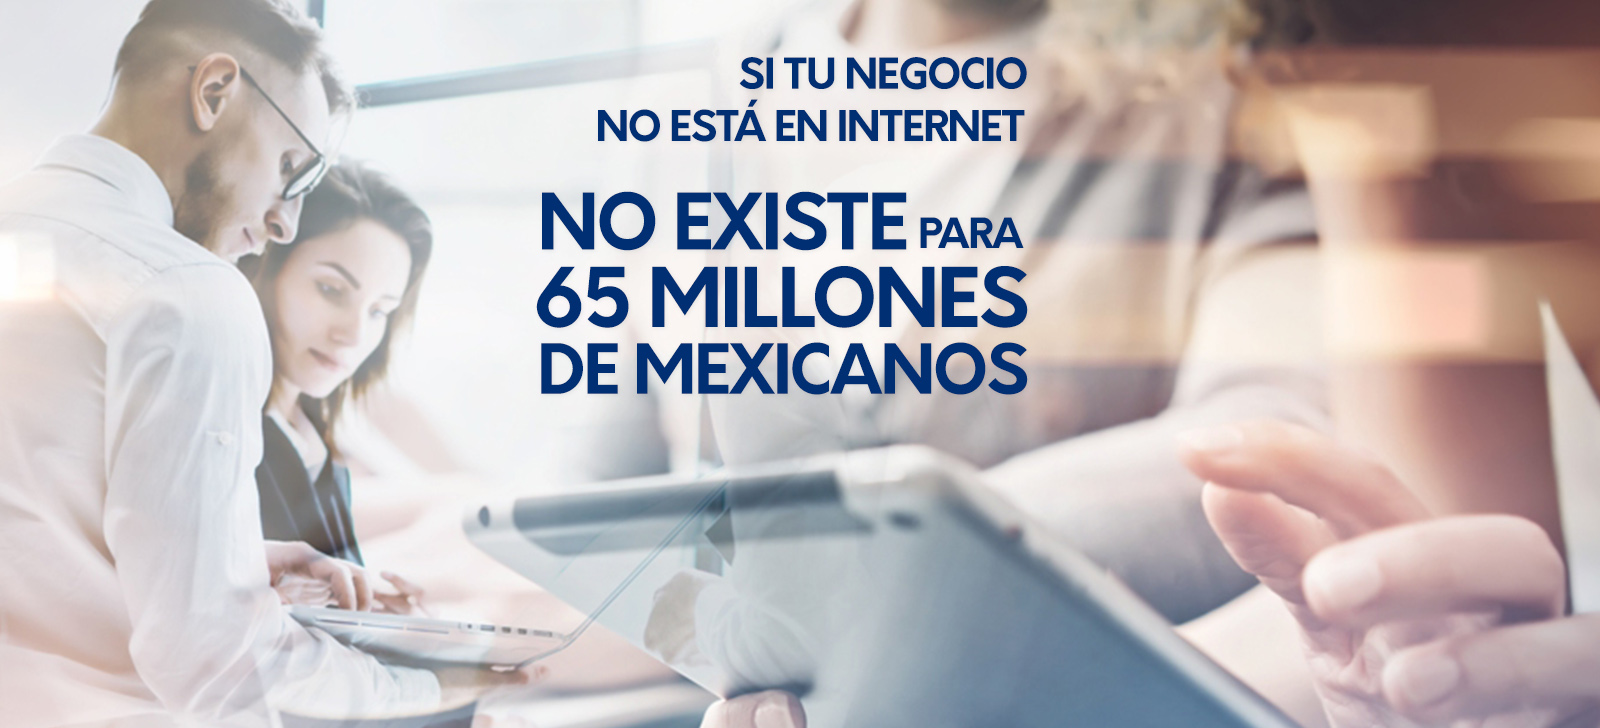 SI TU NEGOCIO
NO ESTÁ EN INTERNET
NO EXISTE PARA
65 MILLONES
DE MEXICANOS